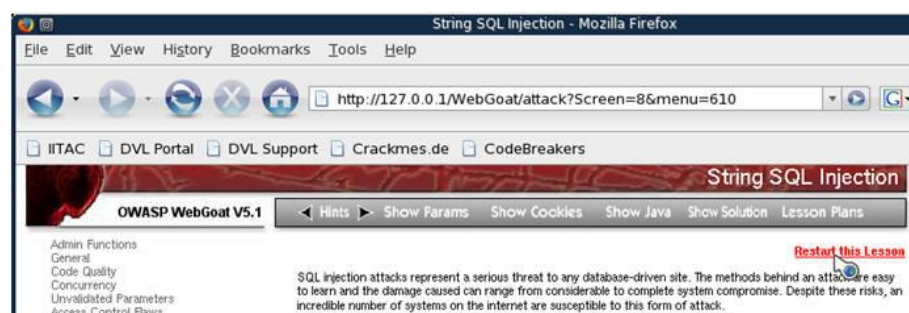 String SQL Injection - Mozilla Firefox
File Edit View History Bookmarks Tools Help
http://127.0.0.1/WebGoat/attack?Screen=8&menu=610
G
IITAC DVL Portal DVL Support Crackmes.de CodeBreakers
String SQL Injection
OWASP WebGoat V5.1
Hints Show Params Show Cookies Show Java Show Solution Lesson Plans
Restart this Lesson
Admin Functions
General
Code Quality
Concurrency
Unvalidated Parameters
Access Control Flaws
SQL injection attacks represent a serious threat to any database-driven site. The methods behind an attack are easy
to learn and the damage caused can range from considerable to complete system compromise. Despite these risks, an
incredible number of systems on the internet are susceptible to this form of attack.